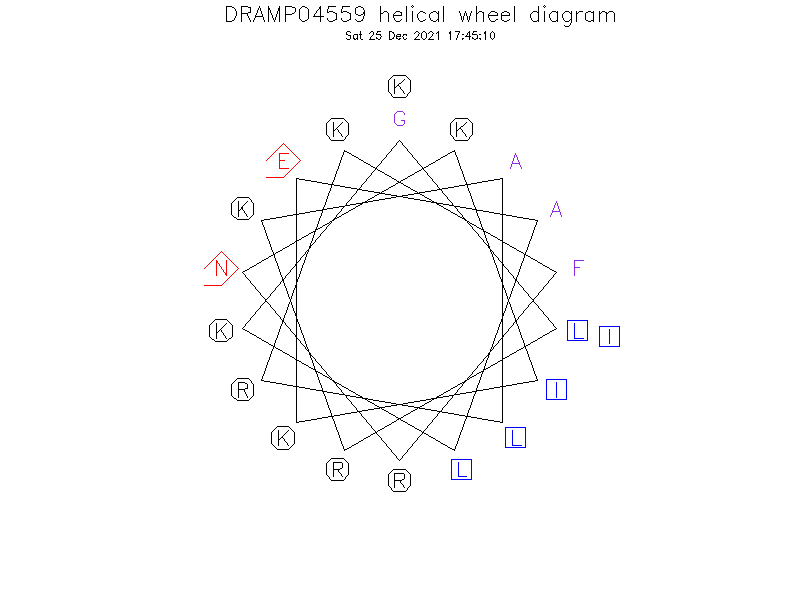 DRAMP04559 helical wheel diagram
Sat 25 Dec 2021 17:45:10
K
G
K K
E A
K A
N F
K L I
R I
K L
R L
R